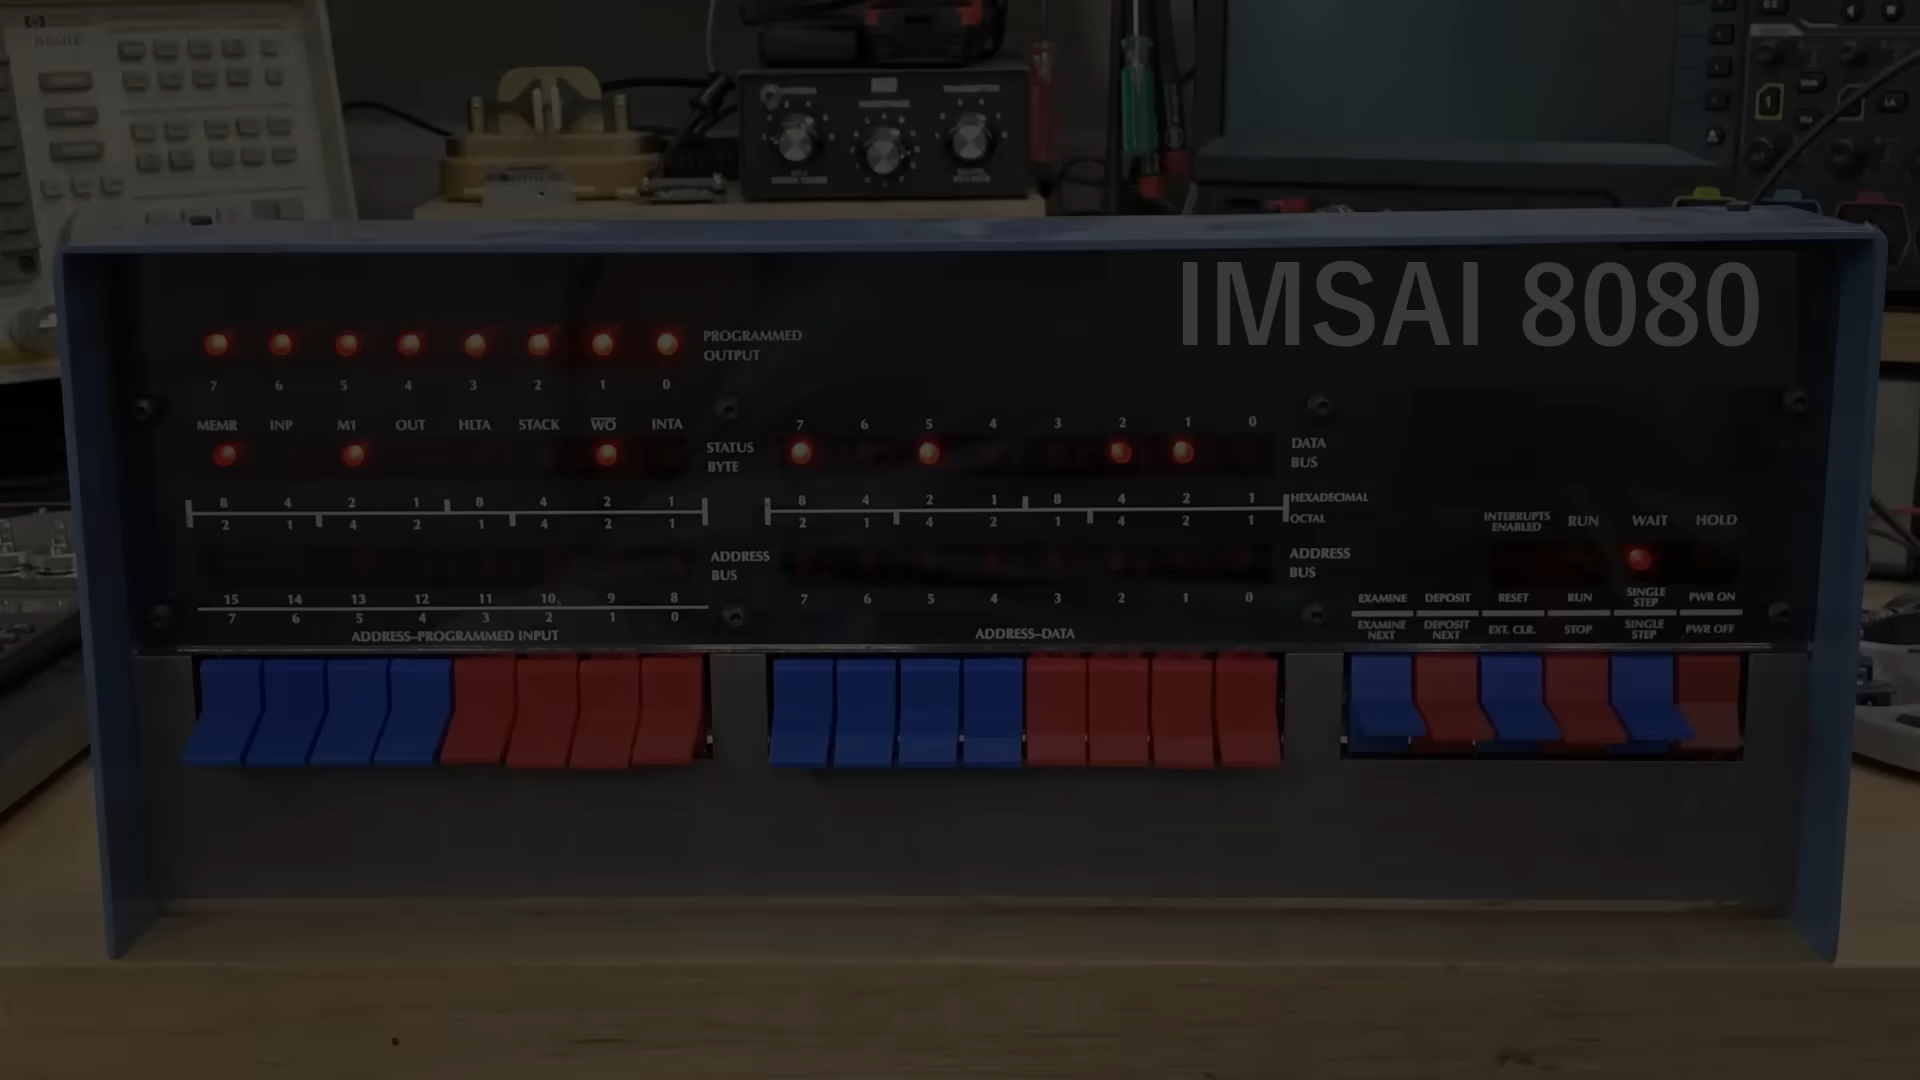 IMSAI 8080
PROGRAMMED
OUTPUT
7 6 5 4 3 2 1 0
MEMR INP M1 OUT HLTA STACK WO INTA
STATUS
BYTE
7 6 5 4 3 2 1 0
DATA
BUS
8 4 2 1 8 4 2 1
2 1 4 2 1 4 2 1
8 4 2 1 8 4 2 1
2 1 4 2 1 4 2 1
HEXADECIMAL
OCTAL
ADDRESS
BUS
ADDRESS
BUS
INTERRUPTS
ENABLED
RUN WAIT HOLD
15 14 13 12 11 10 9 8
7 6 5 4 3 2 1 0
ADDRESS–PROGRAMMED INPUT
7 6 5 4 3 2 1 0
ADDRESS–DATA
EXAMINE
EXAMINE
NEXT
DEPOSIT
DEPOSIT
NEXT
RESET
EXT. CLR.
RUN
STOP
SINGLE
STEP
SINGLE
STEP
PWR ON
PWR OFF